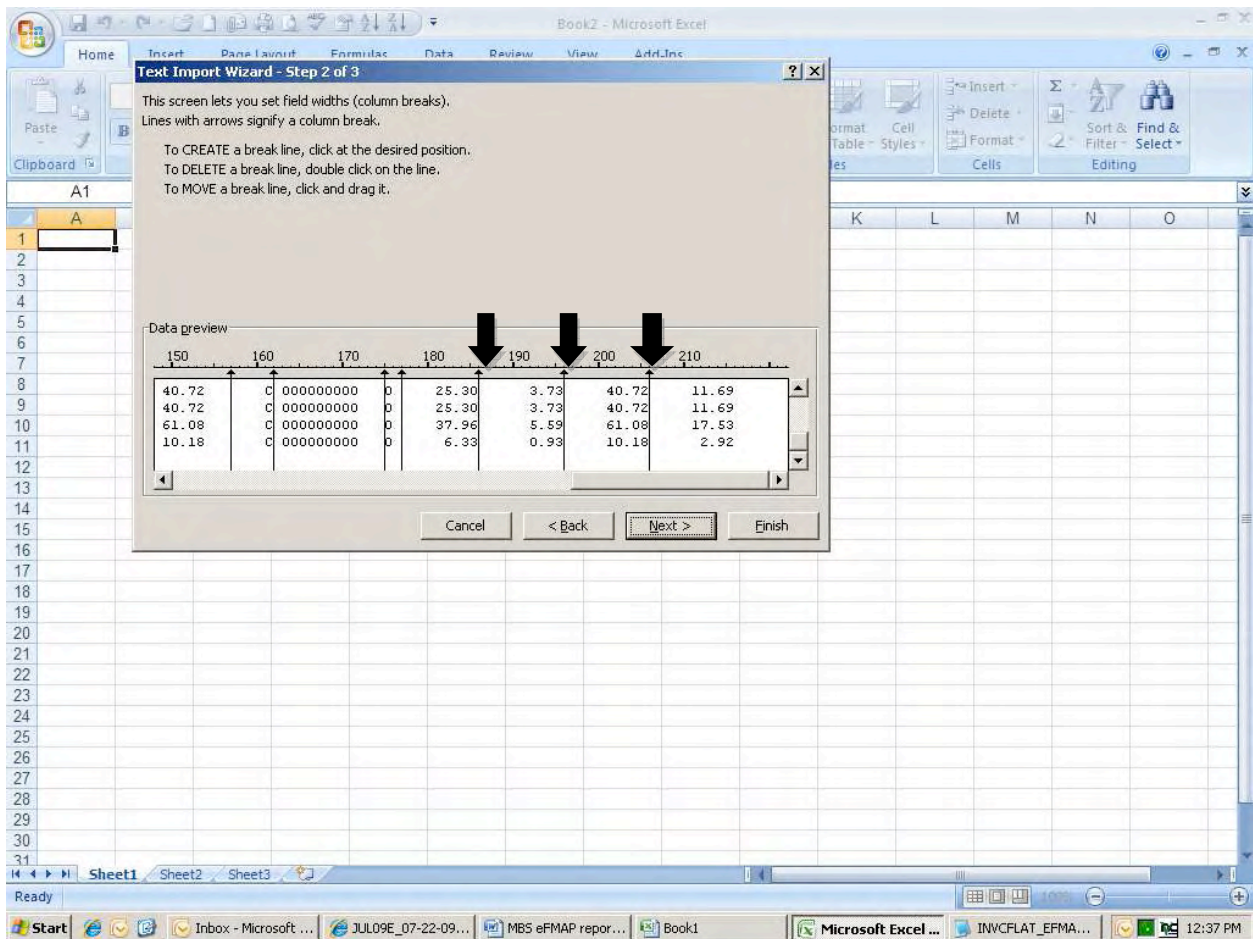 Book2 - Microsoft Excel
Home Insert Page Layout Formulas Data Review View Add-Ins
Text Import Wizard - Step 2 of 3
This screen lets you set field widths (column breaks).
Lines with arrows signify a column break.
To CREATE a break line, click at the desired position.
To DELETE a break line, double click on the line.
To MOVE a break line, click and drag it.
Paste
B
Clipboard
Cell Styles
Insert
Delete
Format
Cells
Σ
Sort & Filter
Find & Select
Editing
A1
A K L M N O
1
2
3
4
5
6
7
8
9
10
11
12
13
14
15
16
17
18
19
20
21
22
23
24
25
26
27
28
29
30
31
Data preview
150 160 170 180 190 200 210
40.72 C 000000000 0 25.30 3.73 40.72 11.69
40.72 C 000000000 0 25.30 3.73 40.72 11.69
61.08 C 000000000 0 37.96 5.59 61.08 17.53
10.18 C 000000000 0 6.33 0.93 10.18 2.92
Cancel < Back Next > Finish
Sheet1 Sheet2 Sheet3
Ready 100%
Start Inbox - Microsoft ... JUL09E_07-22-09... MBS eFMAP repor... Book1 Microsoft Excel ... INVCFLAT_EFMA... 12:37 PM